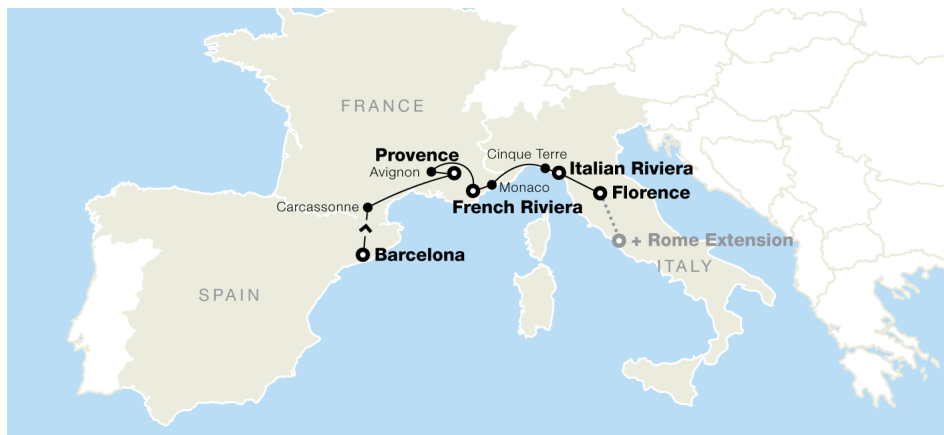 FRANCE
Provence
Avignon
Cinque Terre
Italian Riviera
Monaco
Florence
French Riviera
Carcassonne
+ Rome Extension
Barcelona
ITALY
SPAIN